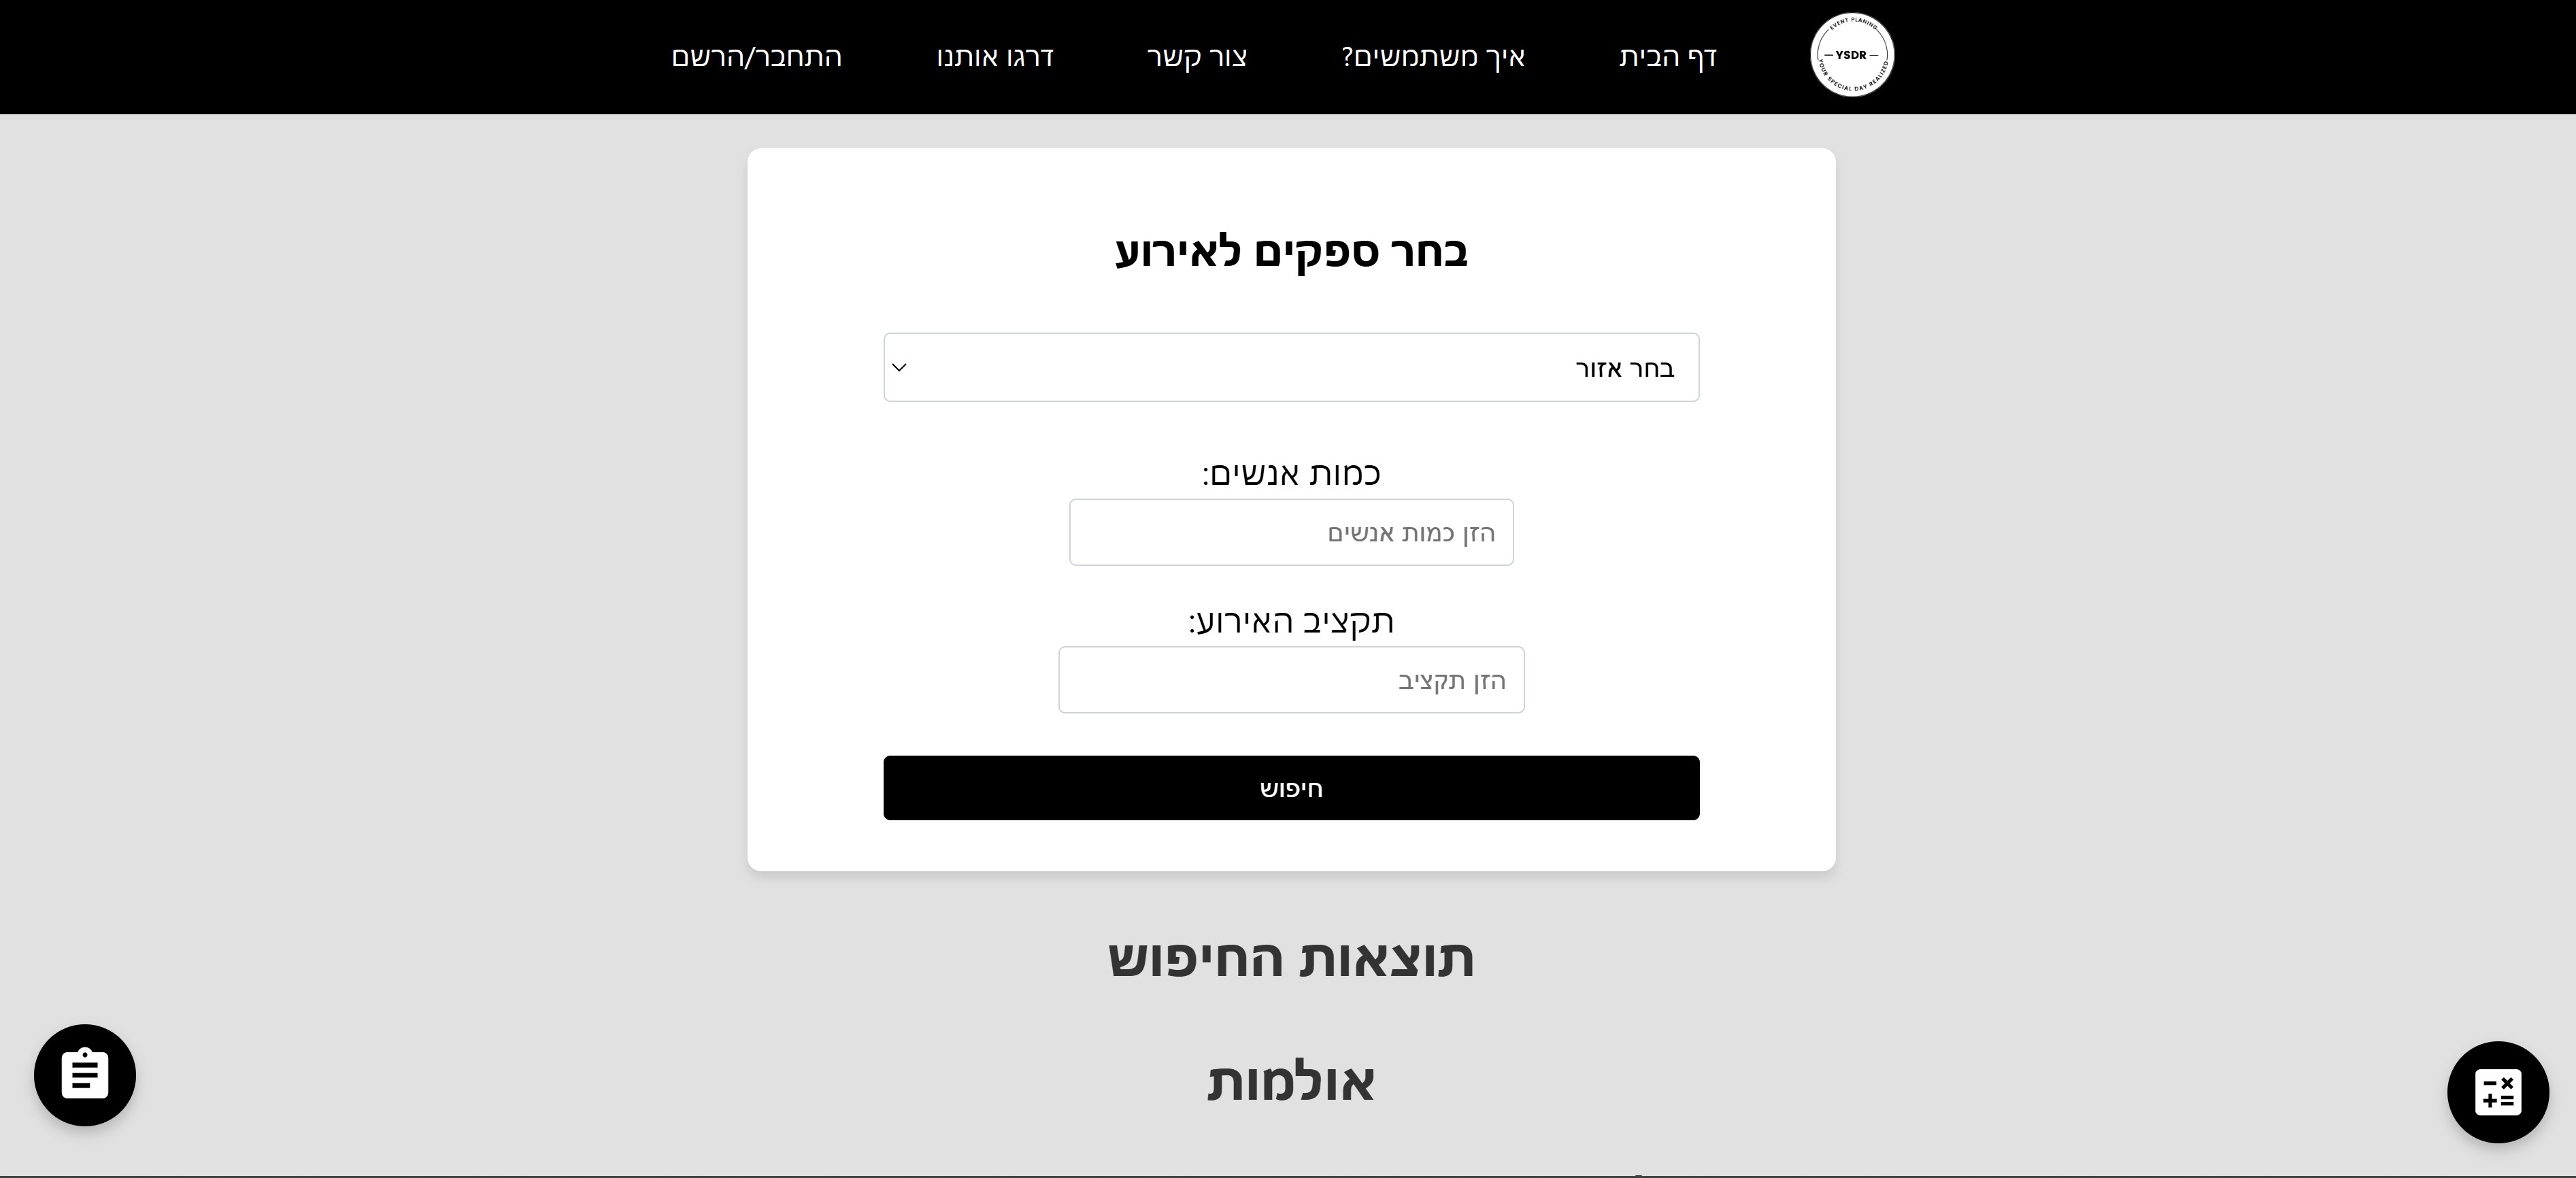 EVENT PLANING
YSDR
YOUR SPECIAL DAY REALIZED
דף הבית
איך משתמשים?
צור קשר
דרגו אותנו
התחבר/הרשם
בחר ספקים לאירוע
בחר אזור
כמות אנשים:
הזן כמות אנשים
תקציב האירוע:
הזן תקציב
חיפוש
תוצאות החיפוש
אולמות